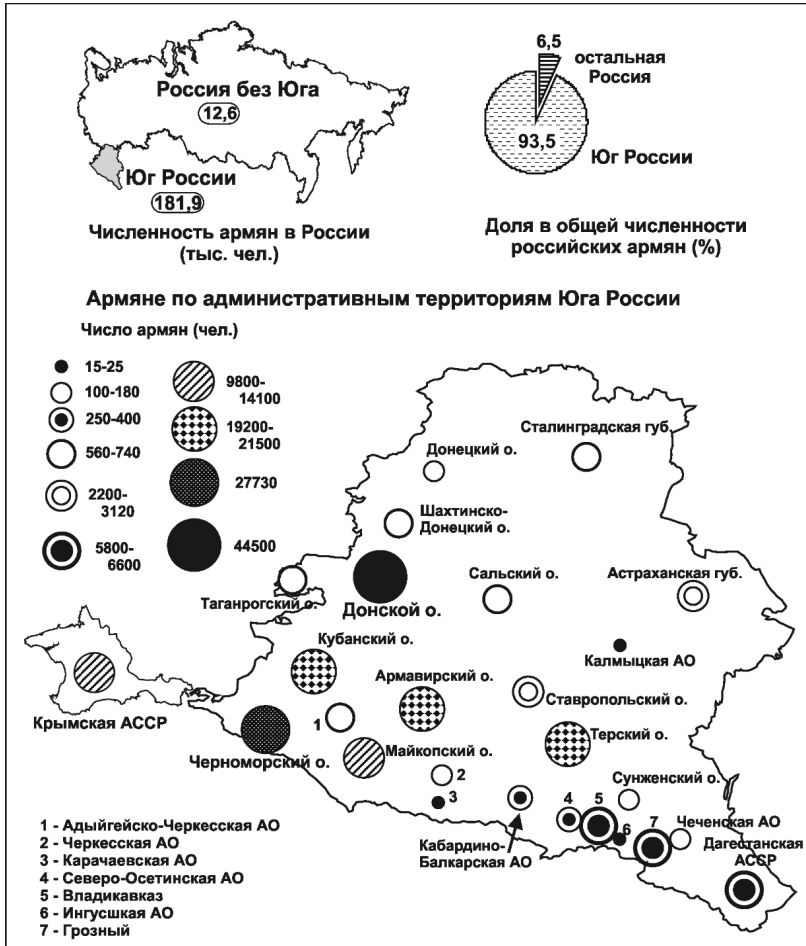 Россия без Юга
12,6
Юг России
181,9
Численность армян в России
(тыс. чел.)
6,5
остальная
Россия
93,5
Юг России
Доля в общей численности
российских армян (%)
Армяне по административным территориям Юга России
Число армян (чел.)
15-25
100-180
250-400
560-740
2200-
3120
5800-
6600
9800-
14100
19200-
21500
27730
44500
Сталинградская губ.
Донецкий о.
Шахтинско-
Донецкий о.
Таганрогский о.
Донской о.
Сальский о.
Астраханская губ.
Кубанский о.
Калмыцкая АО
Армавирский о.
Ставропольский о.
Крымская АССР
Черноморский о.
1
Майкопский о.
Терский о.
2
3
Сунженский о.
4
5
6
7
Чеченская АО
Кабардино-
Балкарская АО
Дагестанская
АССР
1 - Адыйгейско-Черкесская АО
2 - Черкесская АО
3 - Карачаевская АО
4 - Северо-Осетинская АО
5 - Владикавказ
6 - Ингушкая АО
7 - Грозный